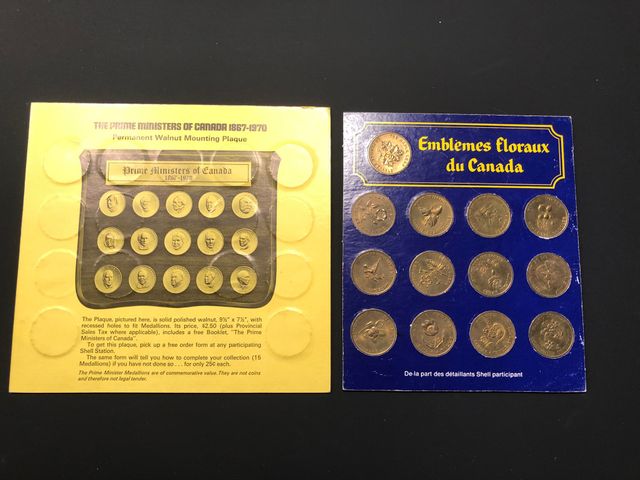 THE PRIME MINISTERS OF CANADA 1867-1970
Permanent Walnut Mounting Plaque
Prime Ministers of Canada
1867-1970
The Plaque, pictured here, is solid polished walnut, 9½" x 7½", with
recessed holes to fit Medallions. Its price, $2.50 (plus Provincial
Sales Tax where applicable), includes a free Booklet, "The Prime
Ministers of Canada".
To get this plaque, pick up a free order form at any participating
Shell Station.
The same form will tell you how to complete your collection (15
Medallions) if you have not done so . . . for only 25¢ each.
The Prime Minister Medallions are of commemorative value. They are not coins
and therefore not legal tender.
Emblèmes floraux
du Canada
De la part des détaillants Shell participant